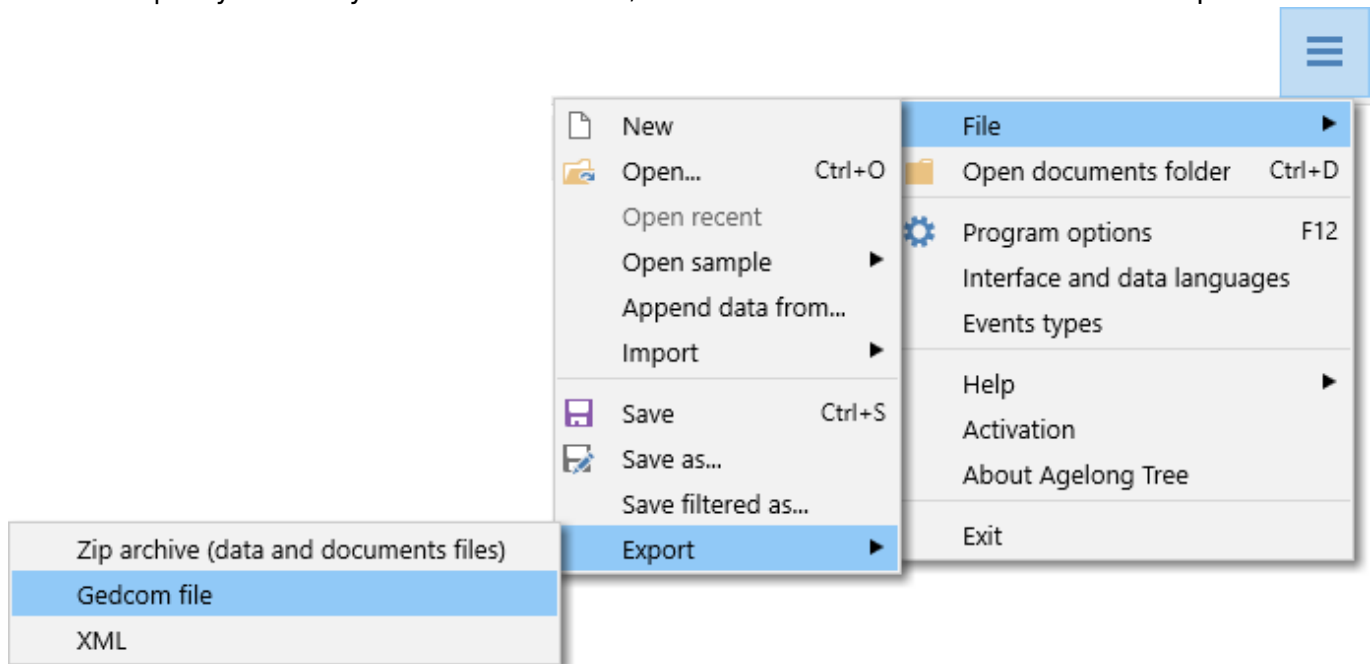 New
Open... Ctrl+O
Open recent
Open sample
Append data from...
Import
Save Ctrl+S
Save as...
Save filtered as...
Export
File
Open documents folder Ctrl+D
Program options F12
Interface and data languages
Events types
Help
Activation
About Agelong Tree
Exit
Zip archive (data and documents files)
Gedcom file
XML